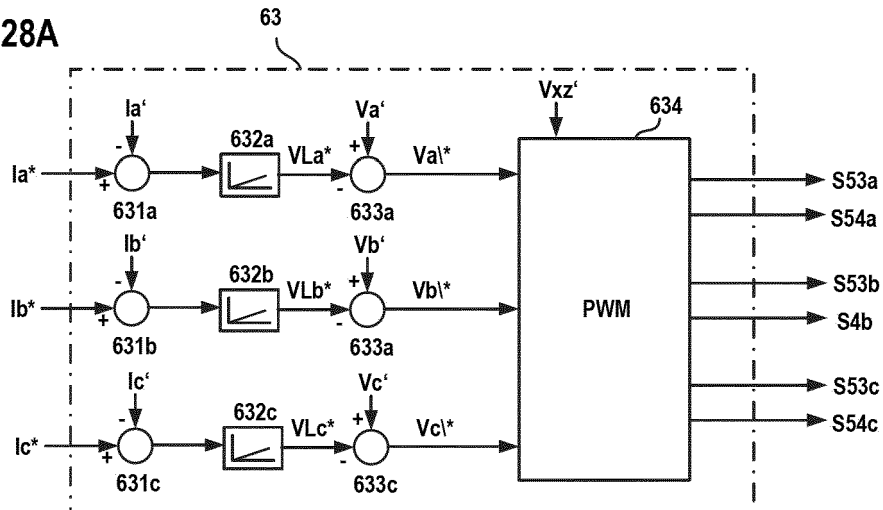 28A
63
Ia‘
Va‘
Vxz‘
634
632a
VLa*
Va\*
Ia*
-
+
+
-
S53a
631a
633a
S54a
Ib‘
Vb‘
632b
VLb*
Vb\*
S53b
Ib*
-
+
+
-
PWM
S4b
631b
633a
Ic‘
Vc‘
632c
VLc*
Vc\*
S53c
S54c
Ic*
-
+
+
-
631c
633c